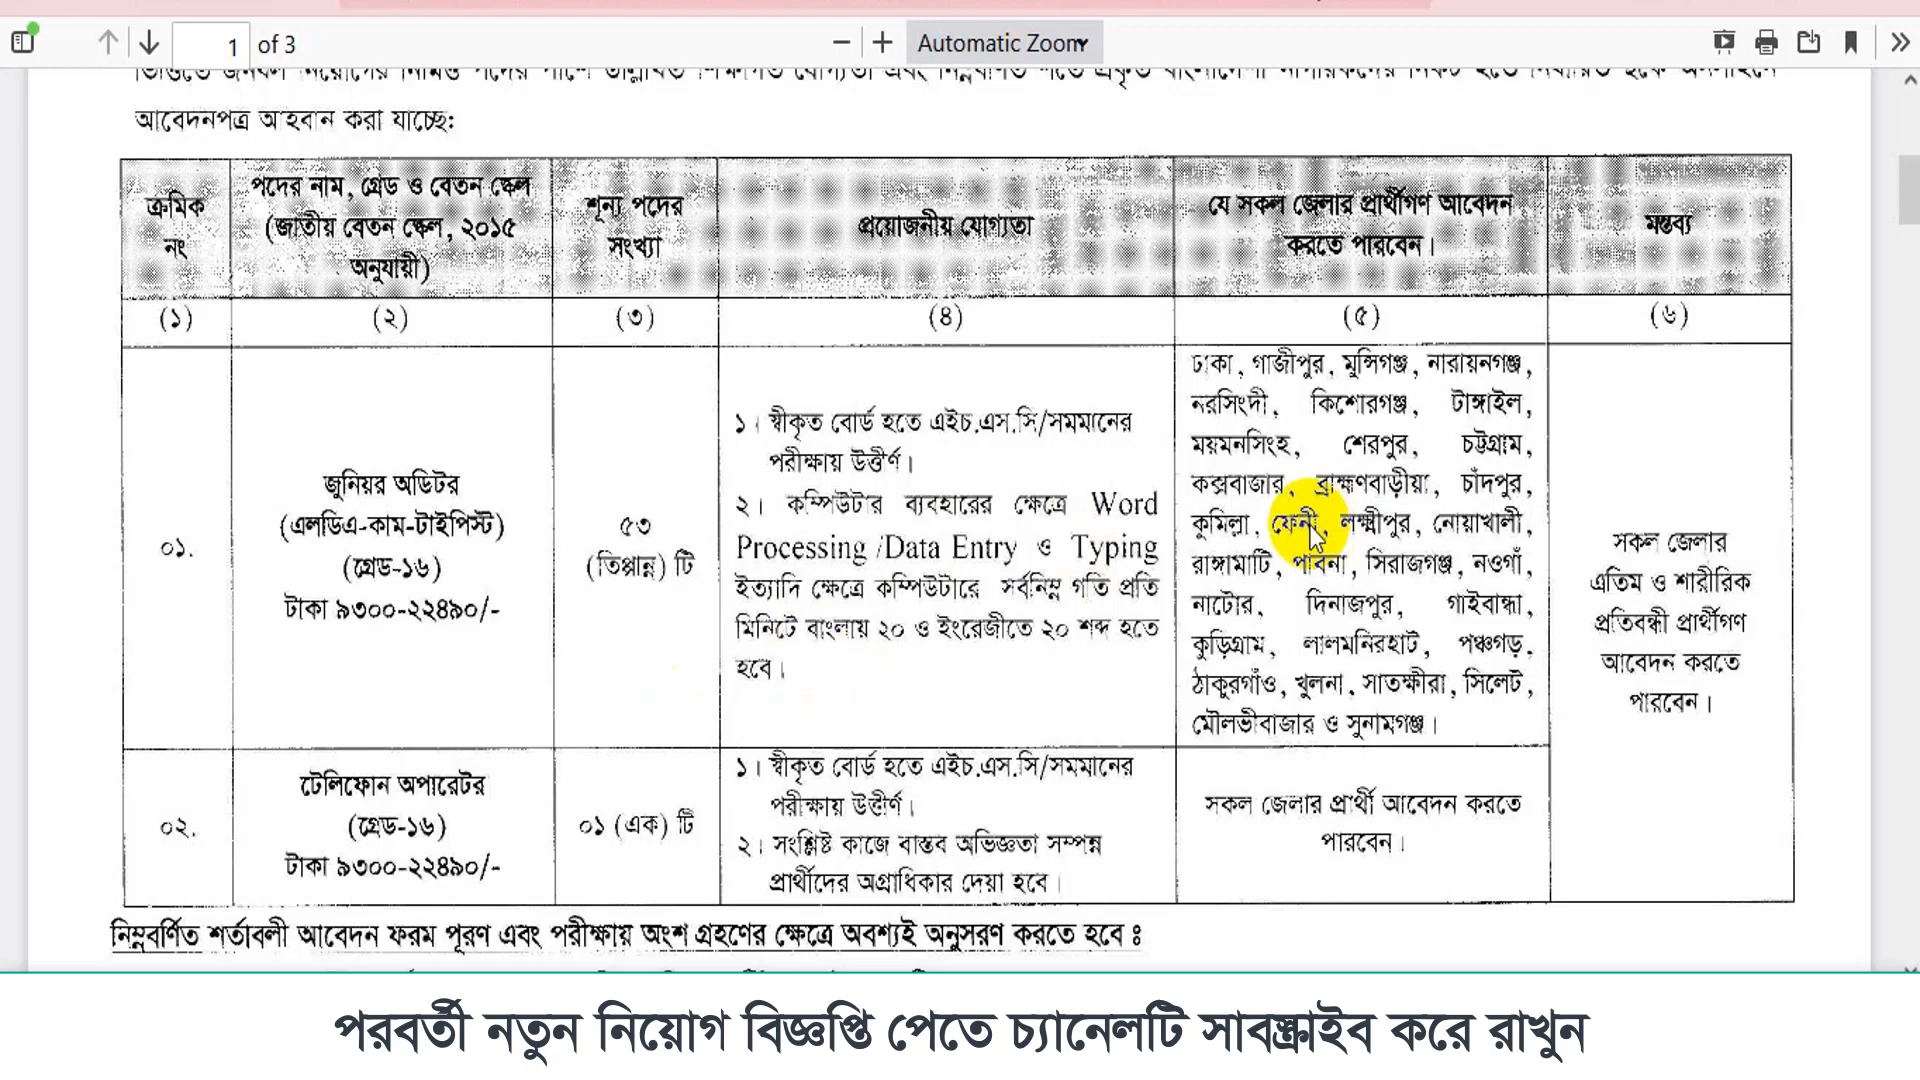 1 of 3
Automatic Zoom
আবেদনপত্র আহবান করা যাচ্ছে:
ক্রমিক নং
পদের নাম, গ্রেড ও বেতন স্কেল
(জাতীয় বেতন স্কেল, ২০১৫
অনুযায়ী)
শূন্য পদের
সংখ্যা
প্রয়োজনীয় যোগ্যতা
যে সকল জেলার প্রার্থীগণ আবেদন
করতে পারবেন।
মন্তব্য
(১) (২) (৩) (৪) (৫) (৬)
০১.
জুনিয়র অডিটর
(এলডিএ-কাম-টাইপিস্ট)
(গ্রেড-১৬)
টাকা ৯৩০০-২২৪৯০/-
৫৩
(তিপ্পান্ন) টি
১। স্বীকৃত বোর্ড হতে এইচ.এস.সি/সমমানের
পরীক্ষায় উত্তীর্ণ।
২। কম্পিউটার ব্যবহারের ক্ষেত্রে Word
Processing /Data Entry ও Typing
ইত্যাদি ক্ষেত্রে কম্পিউটারে সর্বনিম্ন গতি প্রতি
মিনিটে বাংলায় ২০ ও ইংরেজীতে ২০ শব্দ হতে
হবে।
ঢাকা, গাজীপুর, মুন্সিগঞ্জ, নারায়নগঞ্জ,
নরসিংদী, কিশোরগঞ্জ, টাঙ্গাইল,
ময়মনসিংহ, শেরপুর, চট্টগ্রাম,
কক্সবাজার, ব্রাহ্মণবাড়ীয়া, চাঁদপুর,
কুমিল্লা, ফেনী, লক্ষ্মীপুর, নোয়াখালী,
রাঙ্গামাটি, পাবনা, সিরাজগঞ্জ, নওগাঁ,
নাটোর, দিনাজপুর, গাইবান্ধা,
কুড়িগ্রাম, লালমনিরহাট, পঞ্চগড়,
ঠাকুরগাঁও, খুলনা, সাতক্ষীরা, সিলেট,
মৌলভীবাজার ও সুনামগঞ্জ।
সকল জেলার
এতিম ও শারীরিক
প্রতিবন্ধী প্রার্থীগণ
আবেদন করতে
পারবেন।
০২.
টেলিফোন অপারেটর
(গ্রেড-১৬)
টাকা ৯৩০০-২২৪৯০/-
০১ (এক) টি
১। স্বীকৃত বোর্ড হতে এইচ.এস.সি/সমমানের
পরীক্ষায় উত্তীর্ণ।
২। সংশ্লিষ্ট কাজে বাস্তব অভিজ্ঞতা সম্পন্ন
প্রার্থীদের অগ্রাধিকার দেয়া হবে।
সকল জেলার প্রার্থী আবেদন করতে
পারবেন।
নিম্নবর্ণিত শর্তাবলী আবেদন ফরম পূরণ এবং পরীক্ষায় অংশ গ্রহণের ক্ষেত্রে অবশ্যই অনুসরণ করতে হবে ঃ
পরবর্তী নতুন নিয়োগ বিজ্ঞপ্তি পেতে চ্যানেলটি সাবস্ক্রাইব করে রাখুন